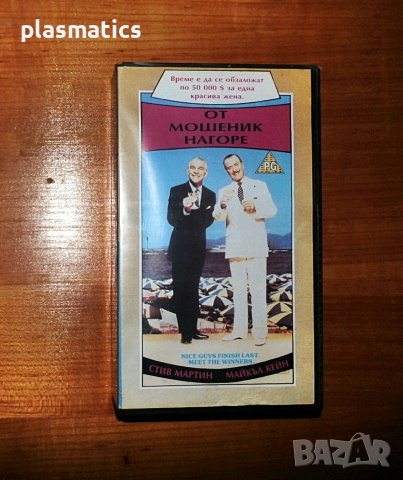 plasmatics
Време е да се обзаложат
по 50 000 $ за една
красива жена.
ОТ
МОШЕНИК
НАГОРЕ
PG
NICE GUYS FINISH LAST.
MEET THE WINNERS
СТИВ МАРТИН МАЙКЪЛ КЕЙН
BAZAR